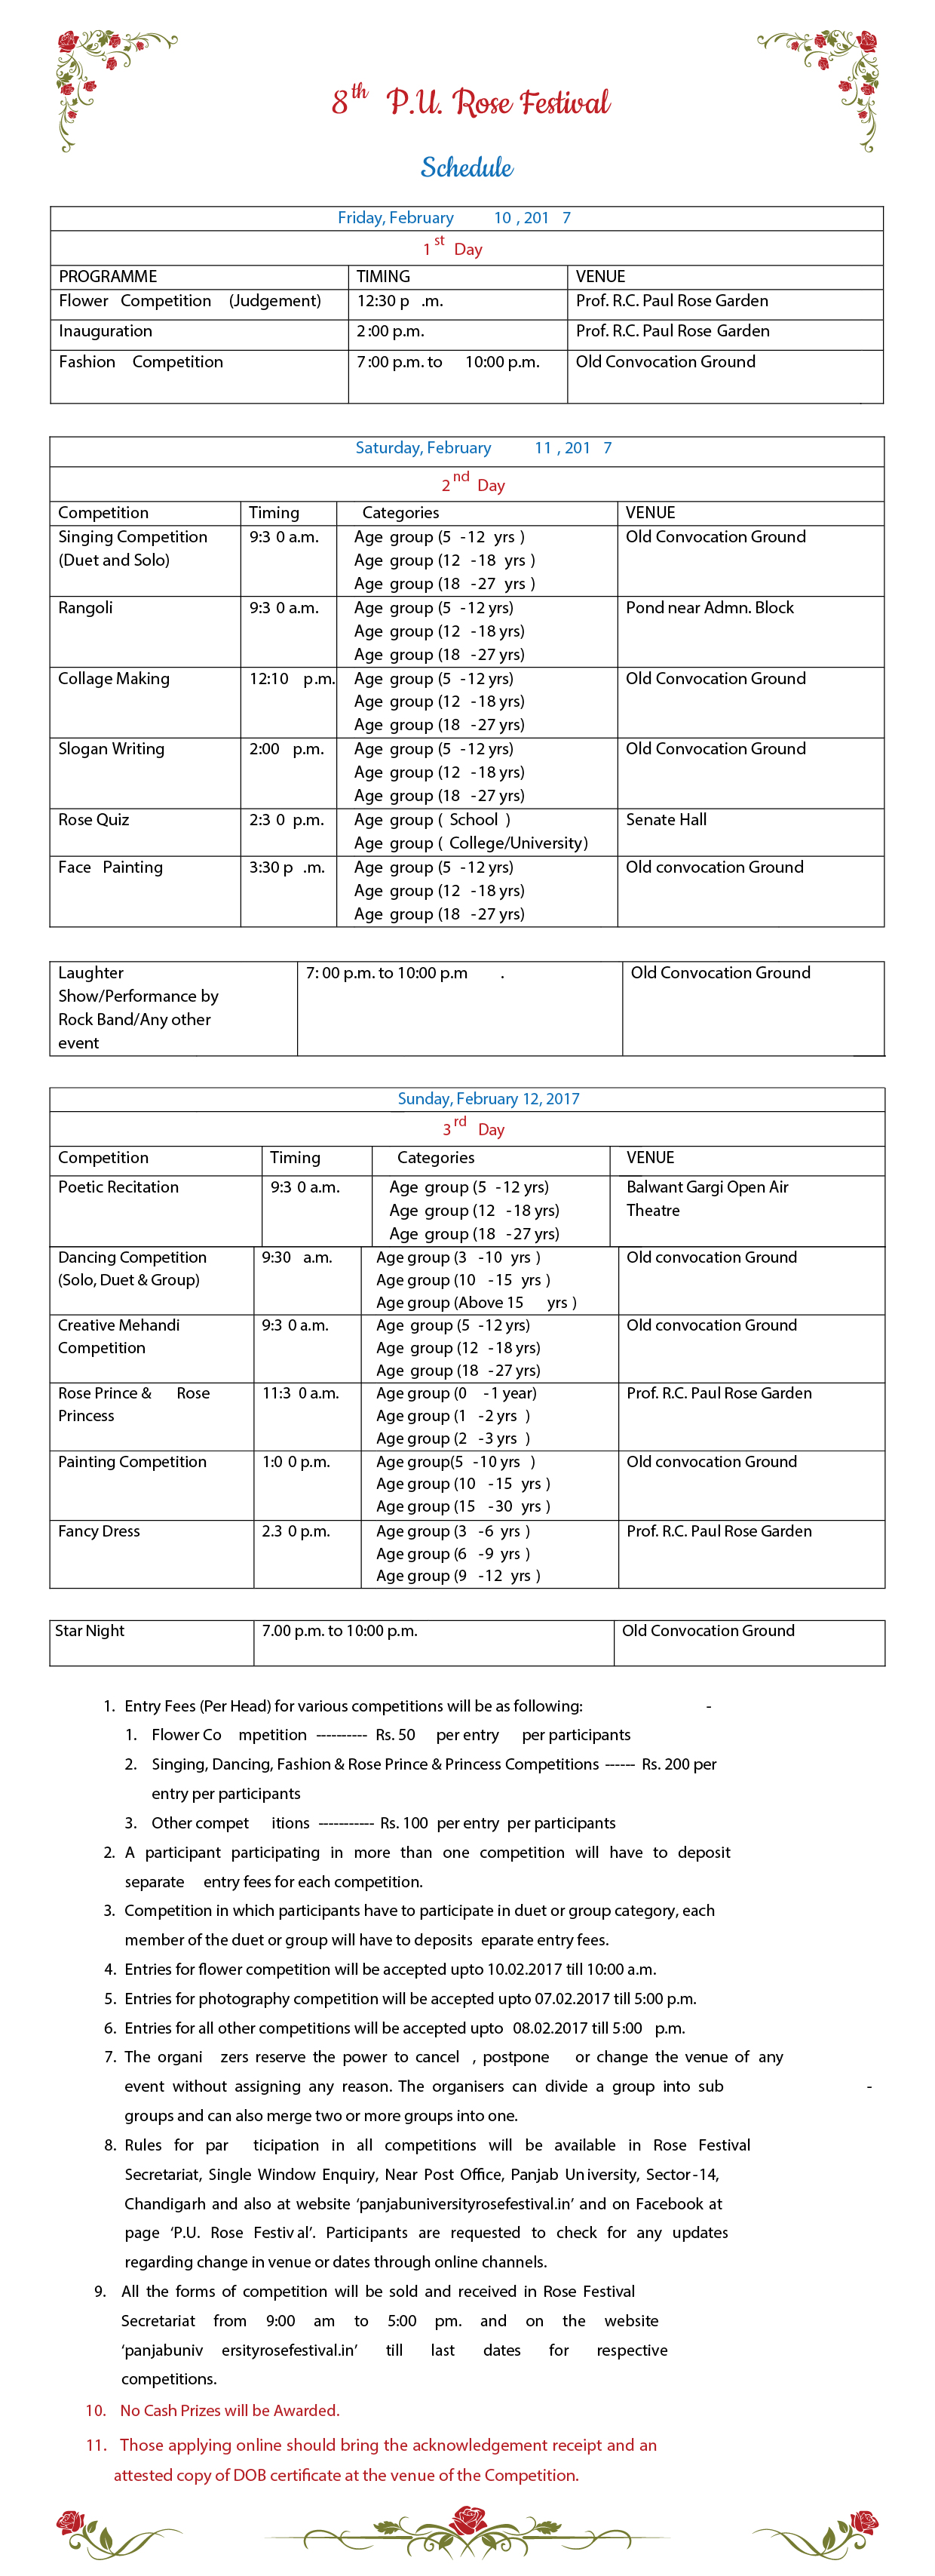 8th P.U. Rose Festival
Schedule
Friday, February 10 , 201 7
1st Day
PROGRAMME TIMING VENUE
Flower Competition (Judgement) 12:30 p .m. Prof. R.C. Paul Rose Garden
Inauguration 2:00 p.m. Prof. R.C. Paul Rose Garden
Fashion Competition 7:00 p.m. to 10:00 p.m. Old Convocation Ground
Saturday, February 11 , 201 7
2nd Day
Competition Timing Categories VENUE
Singing Competition 9:3 0 a.m. Age group (5 -12 yrs ) Old Convocation Ground
(Duet and Solo) Age group (12 -18 yrs )
Age group (18 -27 yrs )
Rangoli 9:3 0 a.m. Age group (5 -12 yrs) Pond near Admn. Block
Age group (12 -18 yrs)
Age group (18 -27 yrs)
Collage Making 12:10 p.m. Age group (5 -12 yrs) Old Convocation Ground
Age group (12 -18 yrs)
Age group (18 -27 yrs)
Slogan Writing 2:00 p.m. Age group (5 -12 yrs) Old Convocation Ground
Age group (12 -18 yrs)
Age group (18 -27 yrs)
Rose Quiz 2:3 0 p.m. Age group ( School ) Senate Hall
Age group ( College/University)
Face Painting 3:30 p .m. Age group (5 -12 yrs) Old convocation Ground
Age group (12 -18 yrs)
Age group (18 -27 yrs)
Laughter 7: 00 p.m. to 10:00 p.m . Old Convocation Ground
Show/Performance by
Rock Band/Any other
event
Sunday, February 12, 2017
3rd Day
Competition Timing Categories VENUE
Poetic Recitation 9:3 0 a.m. Age group (5 -12 yrs) Balwant Gargi Open Air
Age group (12 -18 yrs) Theatre
Age group (18 -27 yrs)
Dancing Competition 9:30 a.m. Age group (3 -10 yrs ) Old convocation Ground
(Solo, Duet & Group) Age group (10 -15 yrs )
Age group (Above 15 yrs )
Creative Mehandi 9:3 0 a.m. Age group (5 -12 yrs) Old convocation Ground
Competition Age group (12 -18 yrs)
Age group (18 -27 yrs)
Rose Prince & Rose 11:3 0 a.m. Age group (0 -1 year) Prof. R.C. Paul Rose Garden
Princess Age group (1 -2 yrs )
Age group (2 -3 yrs )
Painting Competition 1:0 0 p.m. Age group(5 -10 yrs ) Old convocation Ground
Age group (10 -15 yrs )
Age group (15 -30 yrs )
Fancy Dress 2.3 0 p.m. Age group (3 -6 yrs ) Prof. R.C. Paul Rose Garden
Age group (6 -9 yrs )
Age group (9 -12 yrs )
Star Night 7.00 p.m. to 10:00 p.m. Old Convocation Ground
1. Entry Fees (Per Head) for various competitions will be as following: -
1. Flower Co mpetition ---------- Rs. 50 per entry per participants
2. Singing, Dancing, Fashion & Rose Prince & Princess Competitions ------ Rs. 200 per
entry per participants
3. Other compet itions ----------- Rs. 100 per entry per participants
2. A participant participating in more than one competition will have to deposit
separate entry fees for each competition.
3. Competition in which participants have to participate in duet or group category, each
member of the duet or group will have to deposits eparate entry fees.
4. Entries for flower competition will be accepted upto 10.02.2017 till 10:00 a.m.
5. Entries for photography competition will be accepted upto 07.02.2017 till 5:00 p.m.
6. Entries for all other competitions will be accepted upto 08.02.2017 till 5:00 p.m.
7. The organi zers reserve the power to cancel , postpone or change the venue of any
event without assigning any reason. The organisers can divide a group into sub -
groups and can also merge two or more groups into one.
8. Rules for par ticipation in all competitions will be available in Rose Festival
Secretariat, Single Window Enquiry, Near Post Office, Panjab Un iversity, Sector -14,
Chandigarh and also at website ‘panjabuniversityrosefestival.in’ and on Facebook at
page ‘P.U. Rose Festiv al’. Participants are requested to check for any updates
regarding change in venue or dates through online channels.
9. All the forms of competition will be sold and received in Rose Festival
Secretariat from 9:00 am to 5:00 pm. and on the website
‘panjabuniv ersityrosefestival.in’ till last dates for respective
competitions.
10. No Cash Prizes will be Awarded.
11. Those applying online should bring the acknowledgement receipt and an
attested copy of DOB certificate at the venue of the Competition.